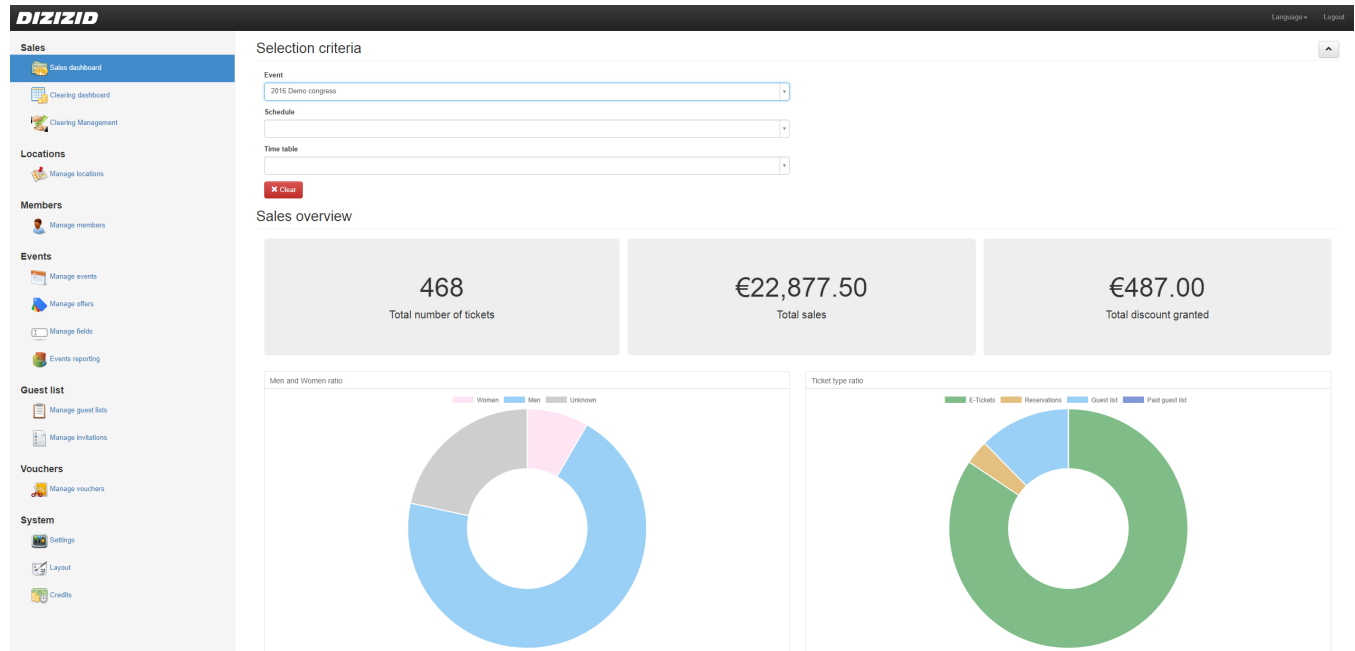 DIZIZID
Language
Logout
Sales
Sales dashboard
Clearing dashboard
Clearing Management
Locations
Manage locations
Members
Manage members
Events
Manage events
Manage offers
Manage fields
Events reporting
Guest list
Manage guest lists
Manage invitations
Vouchers
Manage vouchers
System
Settings
Layout
Credits
Selection criteria
Event
2016 Demo congress
Schedule
Time table
Clear
Sales overview
468
Total number of tickets
€22,877.50
Total sales
€487.00
Total discount granted
Men and Women ratio
Women Men Unknown
Ticket type ratio
E-Tickets Reservations Guest list Paid guest list